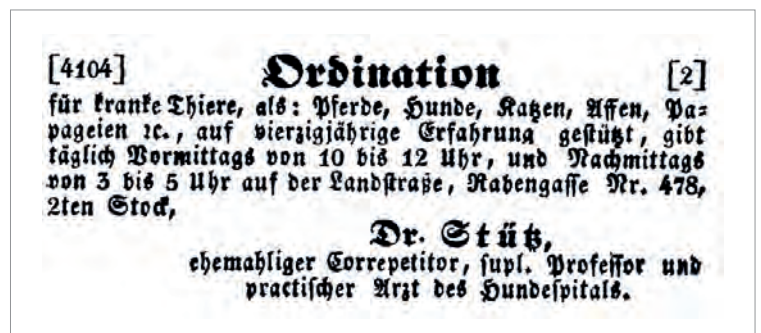 [4104] Ordination [2]
für kranke Thiere, als: Pferde, Hunde, Katzen, Affen, Pa=
pageien ꝛc., auf vierzigjährige Erfahrung gestützt, gibt
täglich Vormittags von 10 bis 12 Uhr, und Nachmittags
von 3 bis 5 Uhr auf der Landstraße, Rabengasse Nr. 478,
2ten Stock,
Dr. Stütz,
ehemahliger Correpetitor, supl. Professor und
practischer Arzt des Hundespitals.